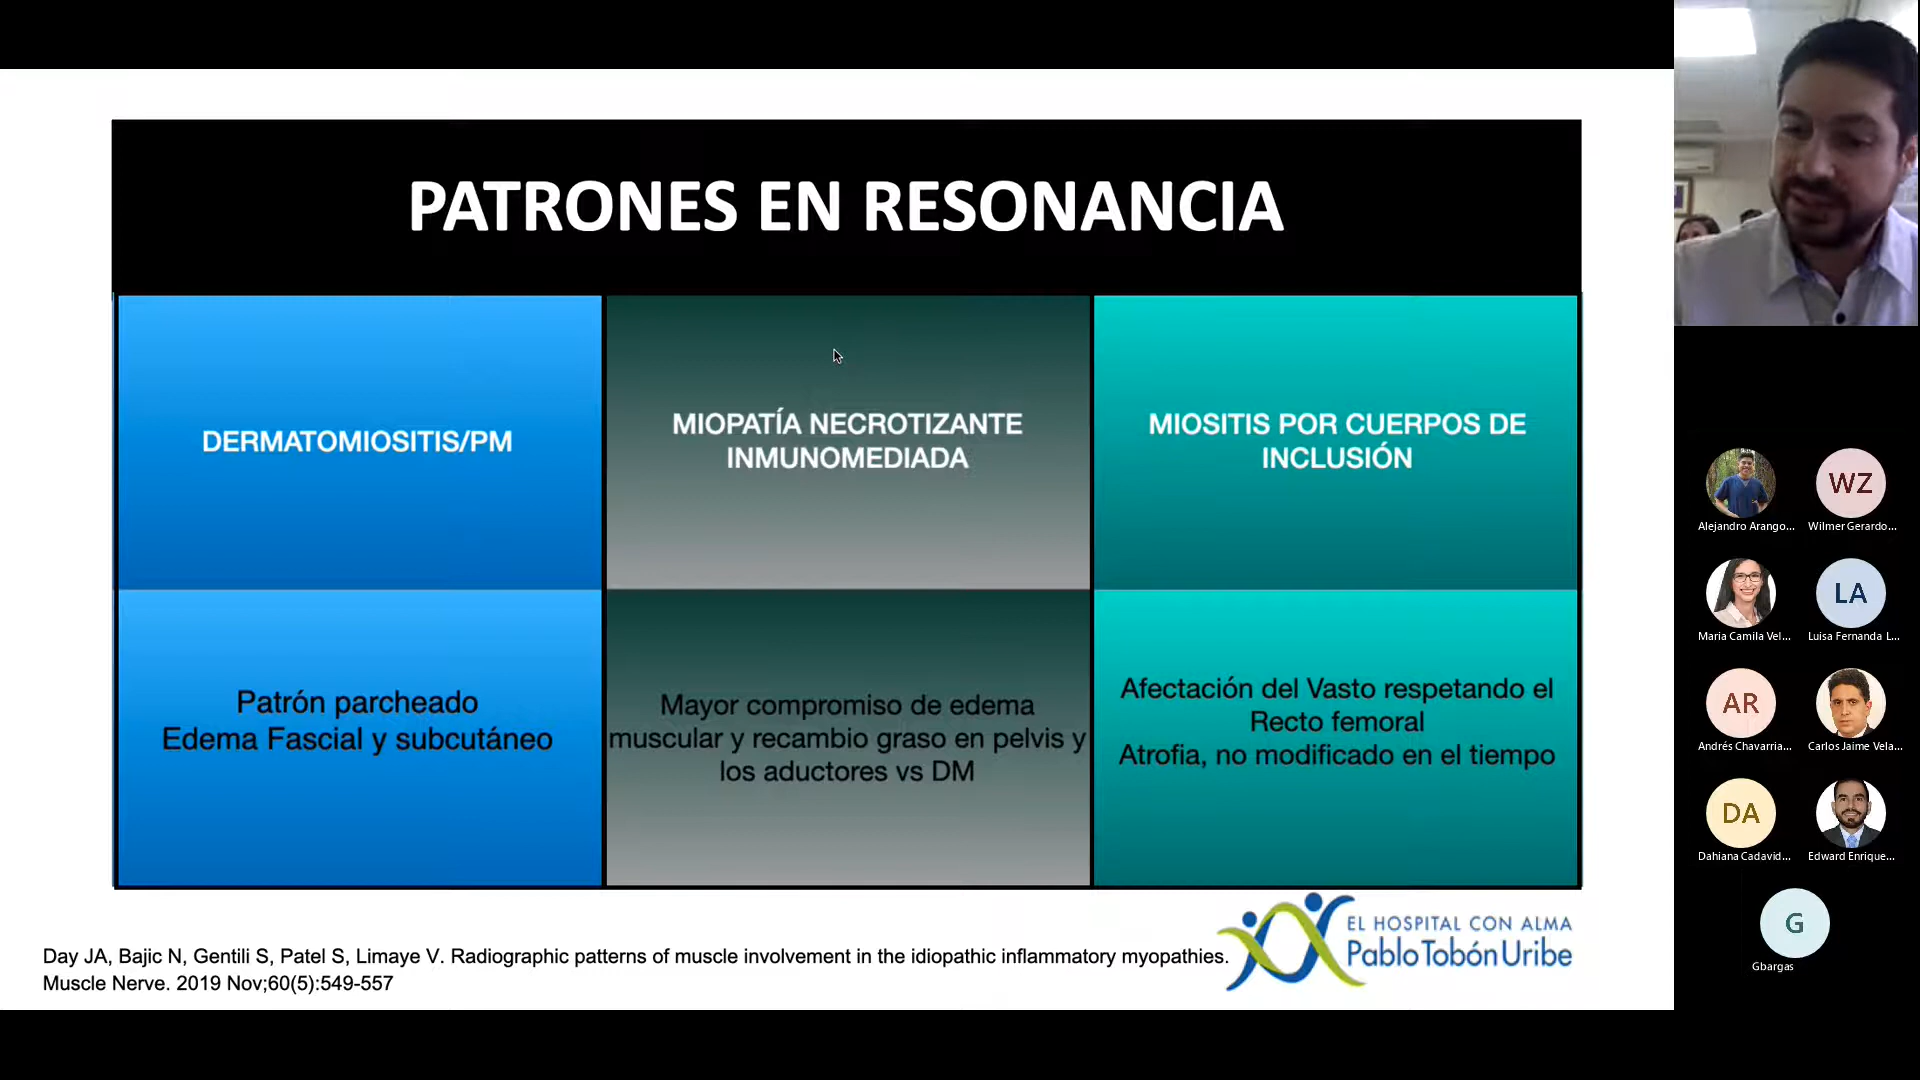 PATRONES EN RESONANCIA
DERMATOMIOSITIS/PM
MIOPATÍA NECROTIZANTE
INMUNOMEDIADA
MIOSITIS POR CUERPOS DE
INCLUSIÓN
Patrón parcheado
Edema Fascial y subcutáneo
Mayor compromiso de edema
muscular y recambio graso en pelvis y
los aductores vs DM
Afectación del Vasto respetando el
Recto femoral
Atrofia, no modificado en el tiempo
Day JA, Bajic N, Gentili S, Patel S, Limaye V. Radiographic patterns of muscle involvement in the idiopathic inflammatory myopathies.
Muscle Nerve. 2019 Nov;60(5):549-557
EL HOSPITAL CON ALMA
Pablo Tobón Uribe
Alejandro Arango...
WZ
Wilmer Gerardo...
Maria Camila Vel...
LA
Luisa Fernanda L...
AR
Andrés Chavarria...
Carlos Jaime Vela...
DA
Dahiana Cadavid...
Edward Enrique...
G
Gbargas